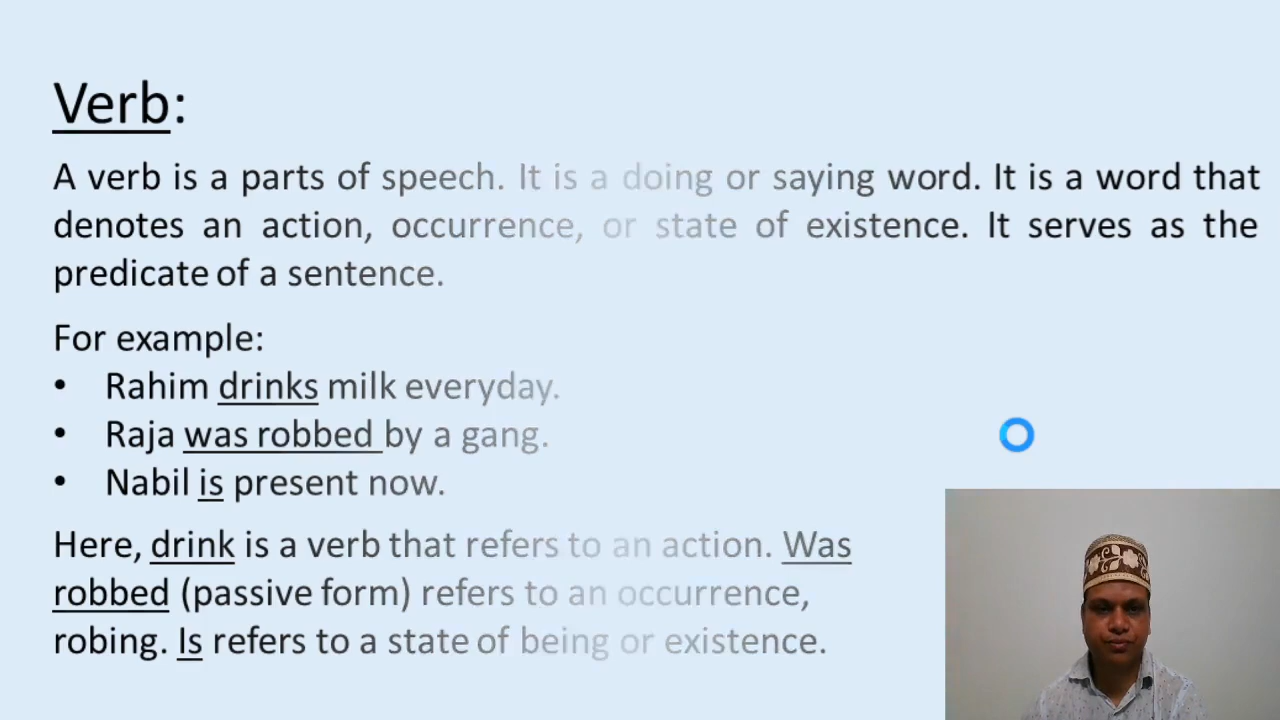 Verb:
A verb is a parts of speech. It is a doing or saying word. It is a word that
denotes an action, occurrence, or state of existence. It serves as the
predicate of a sentence.
For example:
• Rahim drinks milk everyday.
• Raja was robbed by a gang.
• Nabil is present now.
Here, drink is a verb that refers to an action. Was
robbed (passive form) refers to an occurrence,
robing. Is refers to a state of being or existence.